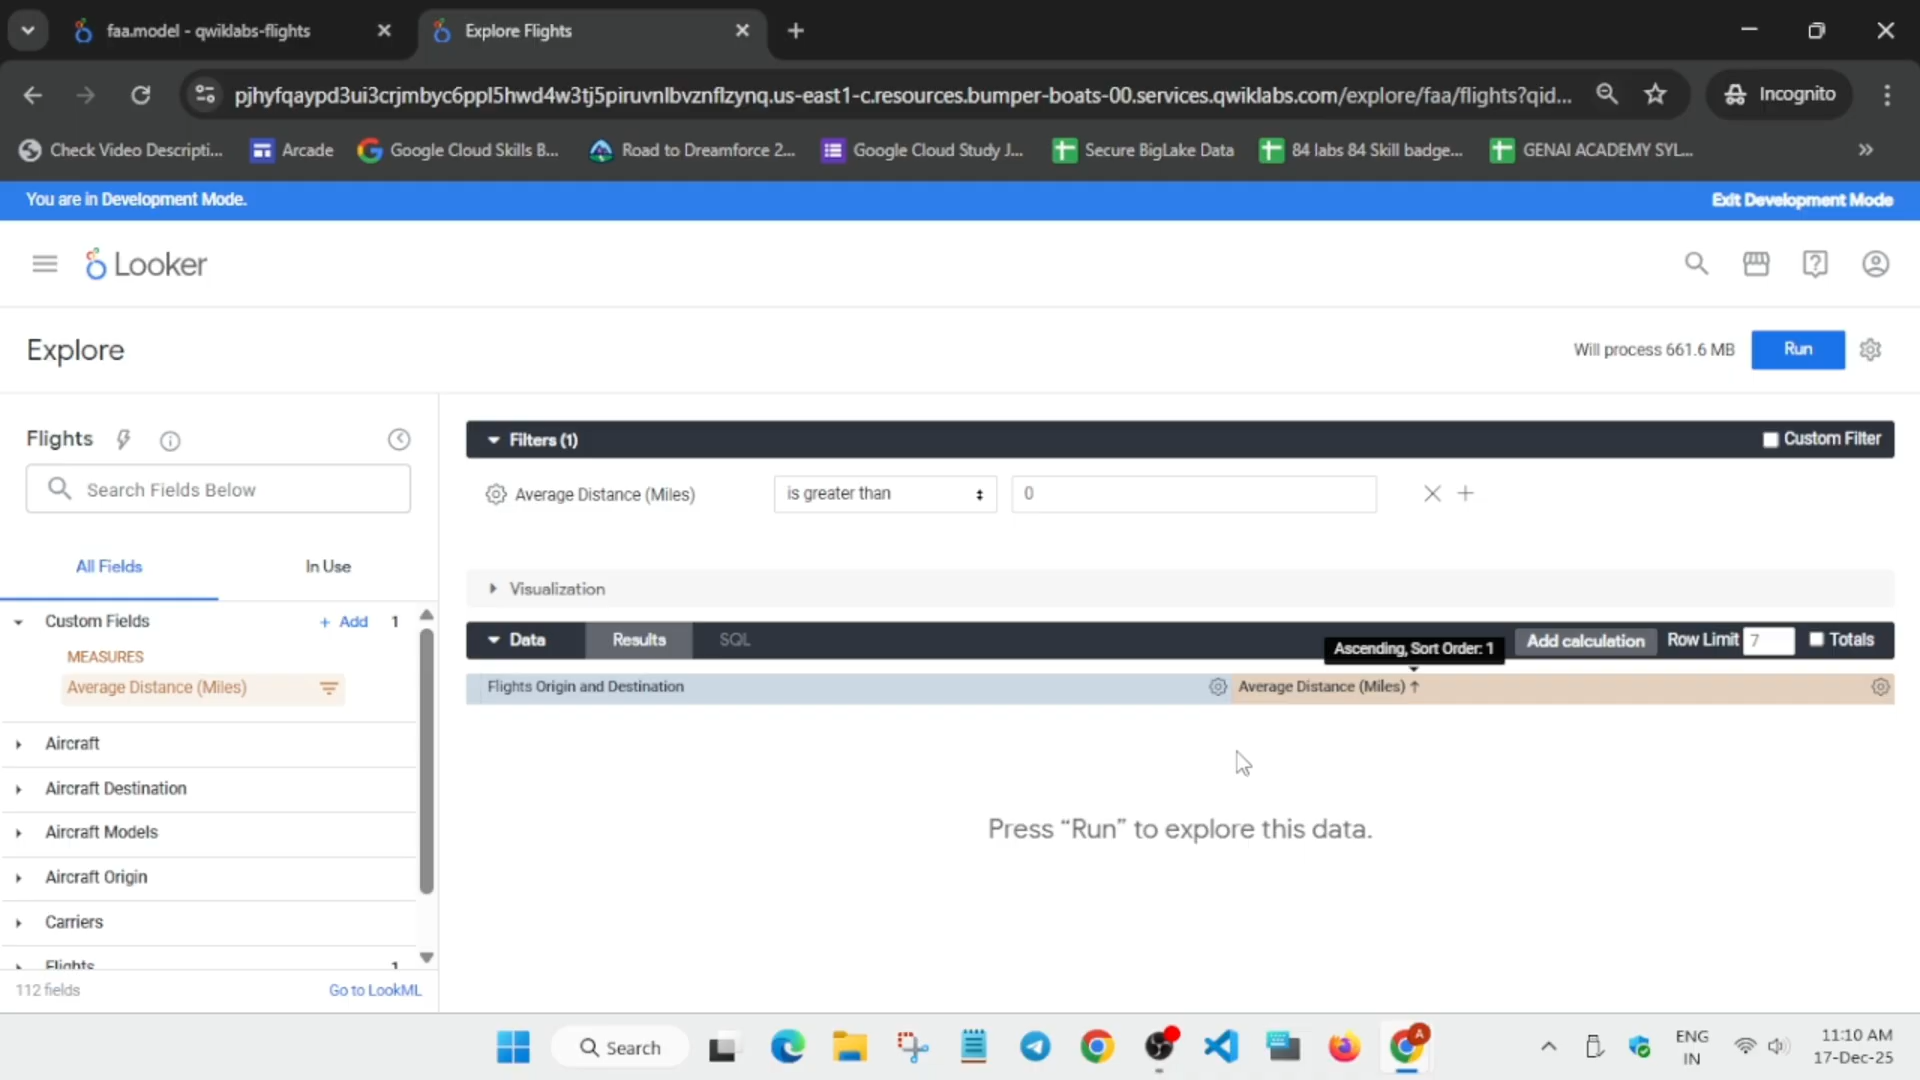 faa.model - qwiklabs-flights
Explore Flights
pjhyfqaypd3ui3crjmbyc6ppl5hwd4w3tj5piruvnlbvznflzynq.us-east1-c.resources.bumper-boats-00.services.qwiklabs.com/explore/faa/flights?qid...
Incognito
Check Video Descripti...
Arcade
Google Cloud Skills B...
Road to Dreamforce 2...
Google Cloud Study J...
Secure BigLake Data
84 labs 84 Skill badge...
GENAI ACADEMY SYL...
You are in Development Mode.
Exit Development Mode
Looker
Explore
Will process 661.6 MB
Run
Flights
Search Fields Below
All Fields
In Use
Custom Fields
+ Add 1
MEASURES
Average Distance (Miles)
Aircraft
Aircraft Destination
Aircraft Models
Aircraft Origin
Carriers
Flights 1
112 fields
Go to LookML
Filters (1)
Custom Filter
Average Distance (Miles)
is greater than
0
Visualization
Data
Results
SQL
Ascending, Sort Order: 1
Add calculation
Row Limit 7
Totals
Flights Origin and Destination
Average Distance (Miles) ↑
Press “Run” to explore this data.
Search
A
ENG
IN
11:10 AM
17-Dec-25